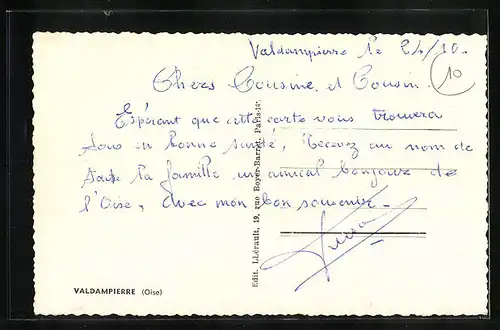 Valdampierre le 24/10.
10
Chers Cousine et Cousin.
Espérant que cette carte vous trouvera
tous en bonne santé, Recevez au nom de
toute la famille un amical bonjour de
l'Oise, avec mon bon souvenir.
Edit. L'Hérault, 19, rue Boyer-Barret, Paris-14e
VALDAMPIERRE (Oise)